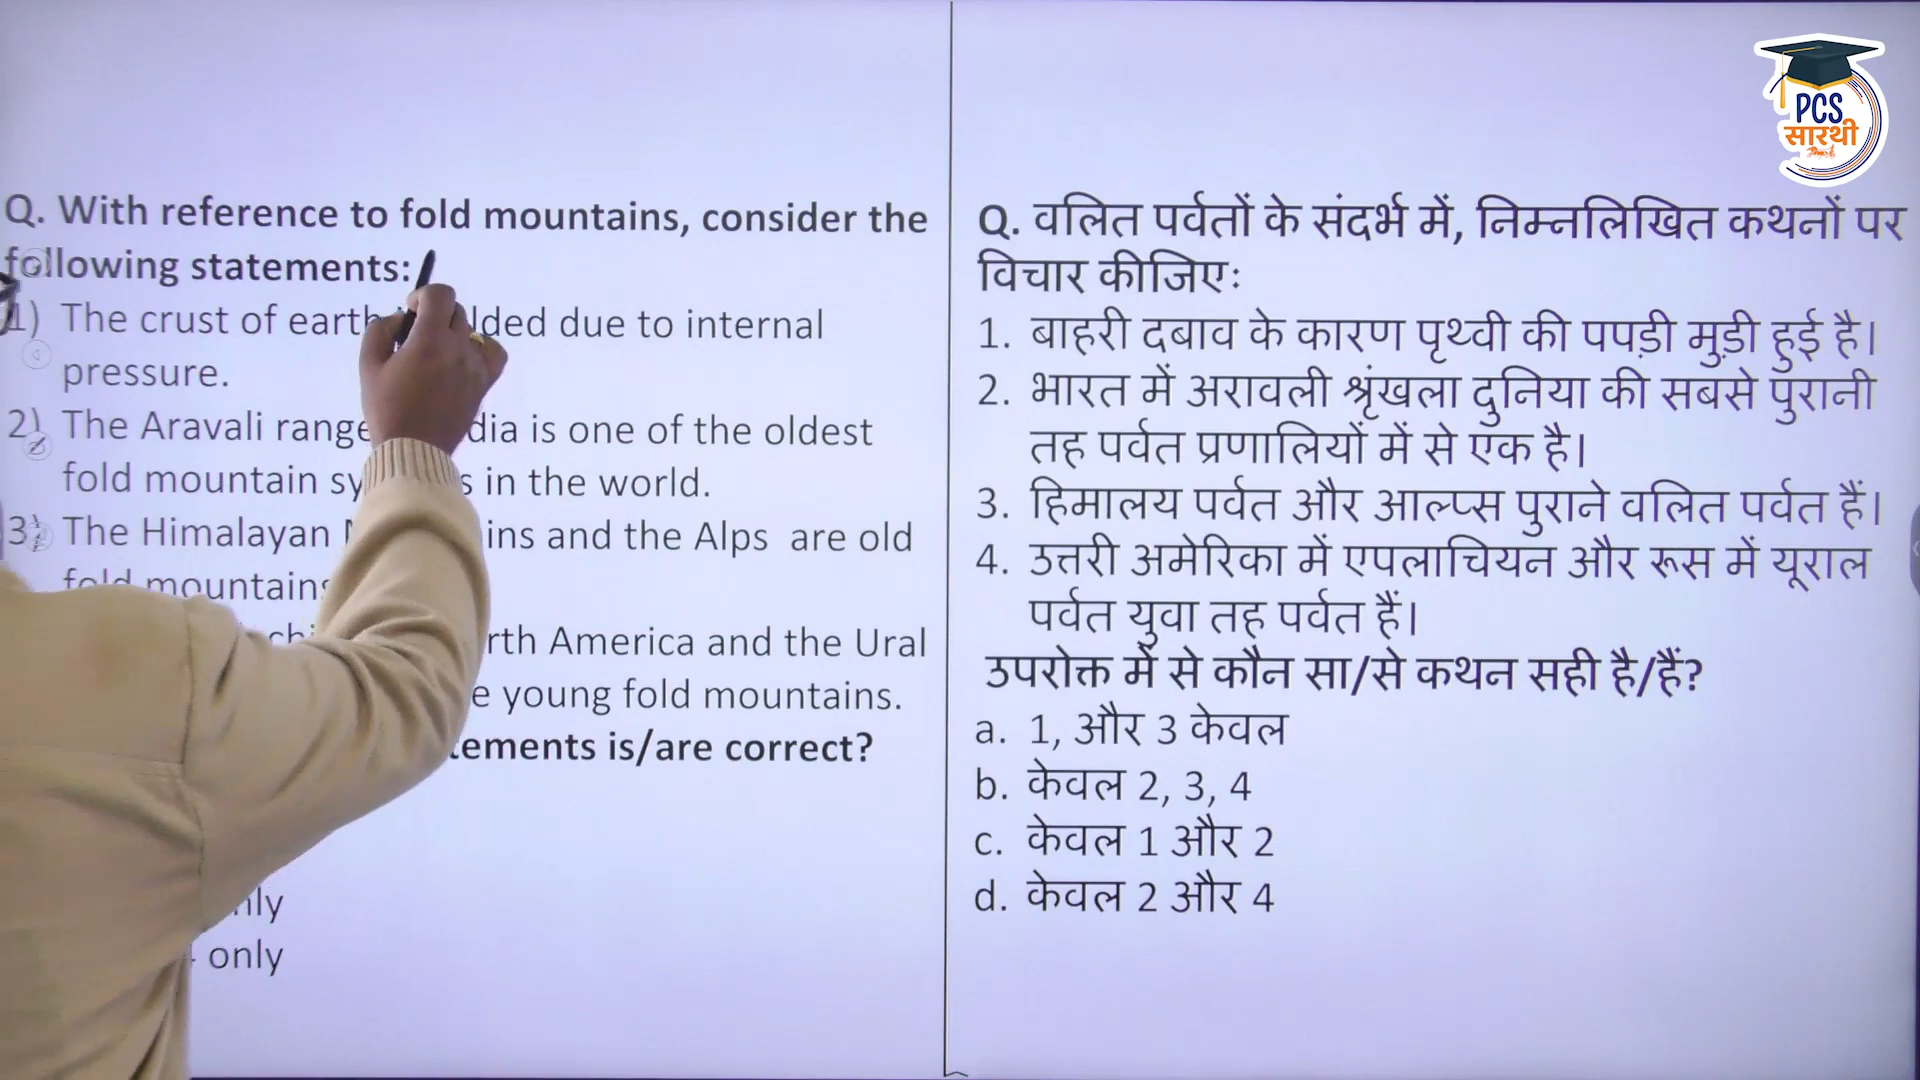 PCS
सारथी
Q. With reference to fold mountains, consider the
following statements:
1) The crust of earth lded due to internal
pressure.
2) The Aravali range dia is one of the oldest
fold mountain sy s in the world.
3) The Himalayan ins and the Alps are old
fold mountains
rth America and the Ural
e young fold mountains.
tements is/are correct?
only
only
Q. वलित पर्वतों के संदर्भ में, निम्नलिखित कथनों पर
विचार कीजिएः
1. बाहरी दबाव के कारण पृथ्वी की पपड़ी मुड़ी हुई है।
2. भारत में अरावली श्रृंखला दुनिया की सबसे पुरानी
तह पर्वत प्रणालियों में से एक है।
3. हिमालय पर्वत और आल्प्स पुराने वलित पर्वत हैं।
4. उत्तरी अमेरिका में एपलाचियन और रूस में यूराल
पर्वत युवा तह पर्वत हैं।
उपरोक्त में से कौन सा/से कथन सही है/हैं?
a. 1, और 3 केवल
b. केवल 2, 3, 4
c. केवल 1 और 2
d. केवल 2 और 4